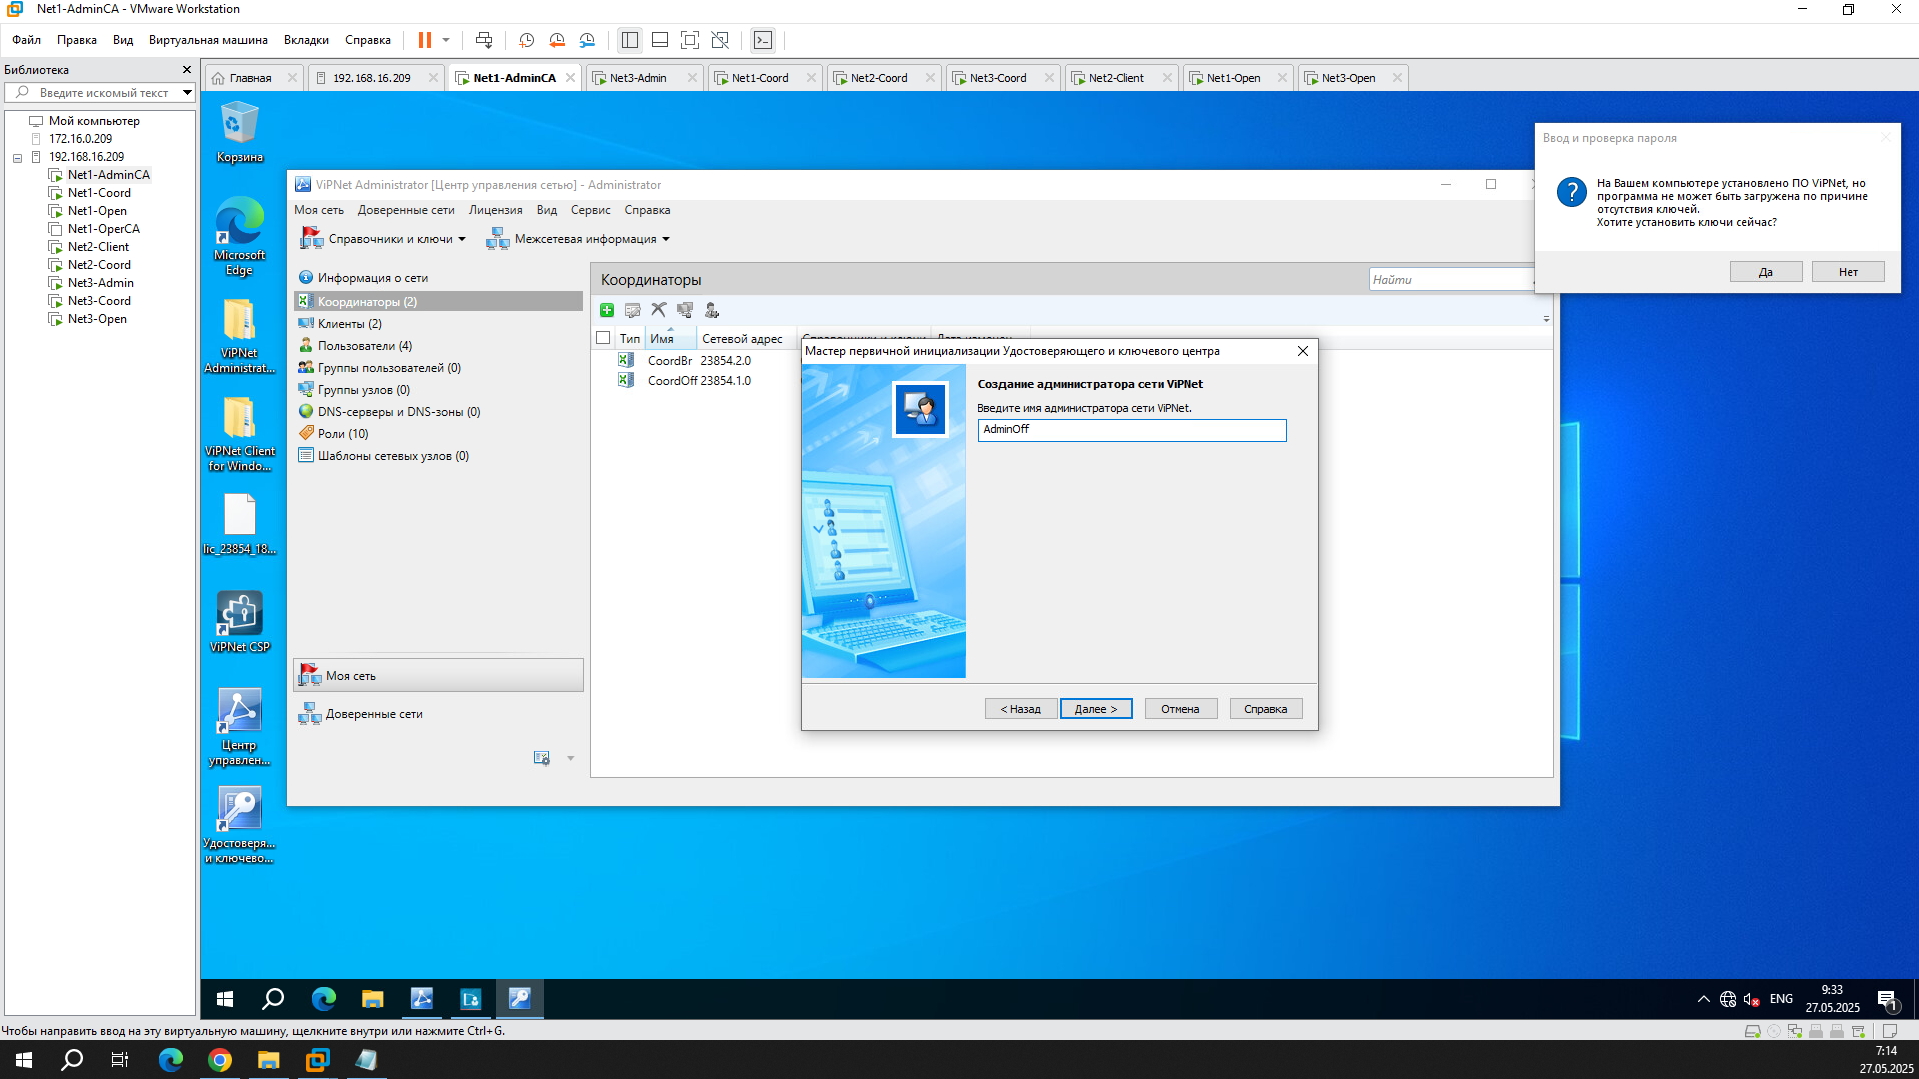 Net1-AdminCA - VMware Workstation
Файл Правка Вид Виртуальная машина Вкладки Справка
Библиотека
Введите искомый текст
Мой компьютер
172.16.0.209
192.168.16.209
Net1-AdminCA
Net1-Coord
Net1-Open
Net1-OperCA
Net2-Client
Net2-Coord
Net3-Admin
Net3-Coord
Net3-Open
Главная 192.168.16.209 Net1-AdminCA Net3-Admin Net1-Coord Net2-Coord Net3-Coord Net2-Client Net1-Open Net3-Open
Корзина
Microsoft
Edge
ViPNet
Administrat...
ViPNet Client
for Windo...
lic_23854_18...
ViPNet CSP
Центр
управлен...
Удостоверя...
и ключево...
ViPNet Administrator [Центр управления сетью] - Administrator
Моя сеть Доверенные сети Лицензия Вид Сервис Справка
Справочники и ключи Межсетевая информация
Информация о сети
Координаторы (2)
Клиенты (2)
Пользователи (4)
Группы пользователей (0)
Группы узлов (0)
DNS-серверы и DNS-зоны (0)
Роли (10)
Шаблоны сетевых узлов (0)
Моя сеть
Доверенные сети
Координаторы
Найти
Тип Имя Сетевой адрес Справочники и ключи Дата изменен
CoordBr 23854.2.0
CoordOff 23854.1.0
Мастер первичной инициализации Удостоверяющего и ключевого центра
Создание администратора сети ViPNet
Введите имя администратора сети ViPNet.
AdminOff
< Назад Далее > Отмена Справка
Ввод и проверка пароля
На Вашем компьютере установлено ПО ViPNet, но
программа не может быть загружена по причине
отсутствия ключей.
Хотите установить ключи сейчас?
Да Нет
ENG
9:33
27.05.2025
1
Чтобы направить ввод на эту виртуальную машину, щелкните внутри или нажмите Ctrl+G.
7:14
27.05.2025